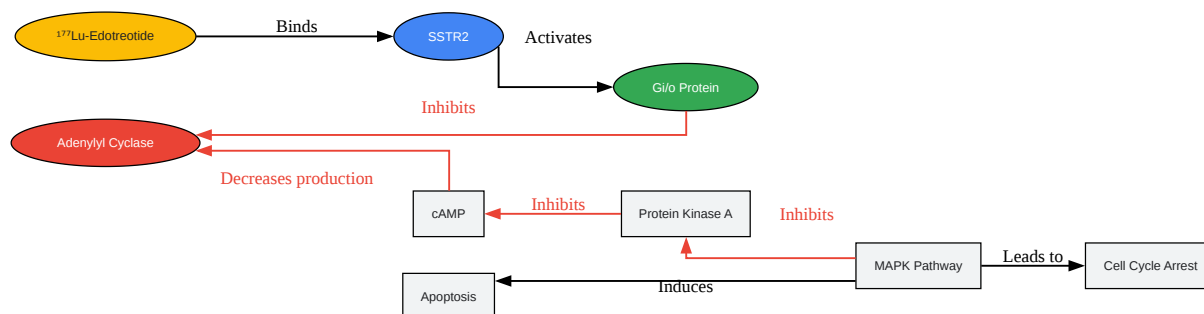 ¹⁷⁷Lu-Edotreotide
Binds
SSTR2
Activates
Gi/o Protein
Inhibits
Adenylyl Cyclase
Decreases production
cAMP
Inhibits
Protein Kinase A
Inhibits
MAPK Pathway
Leads to
Cell Cycle Arrest
Apoptosis
Induces